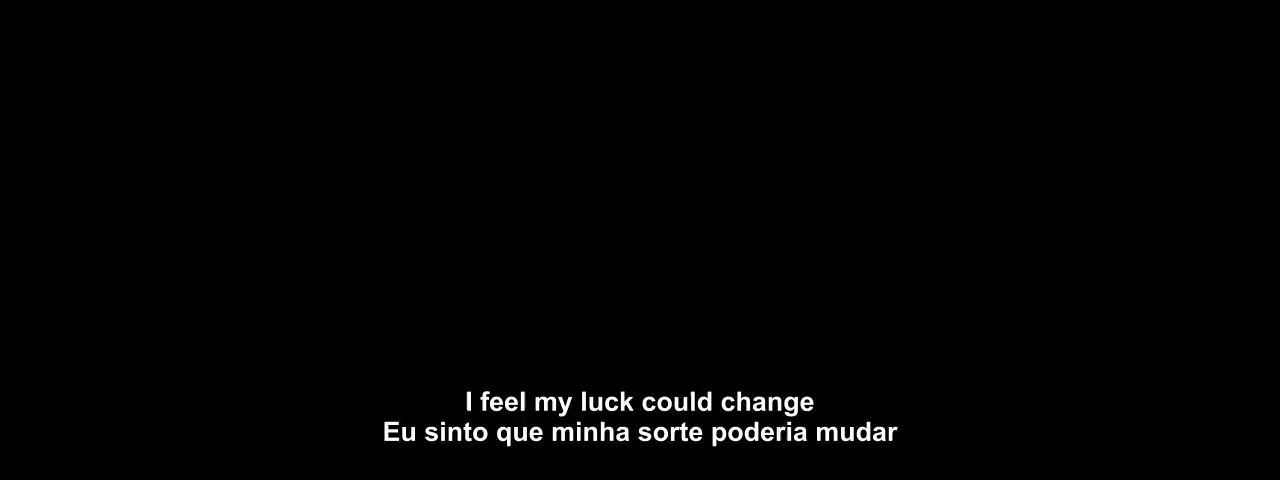 I feel my luck could change
Eu sinto que minha sorte poderia mudar